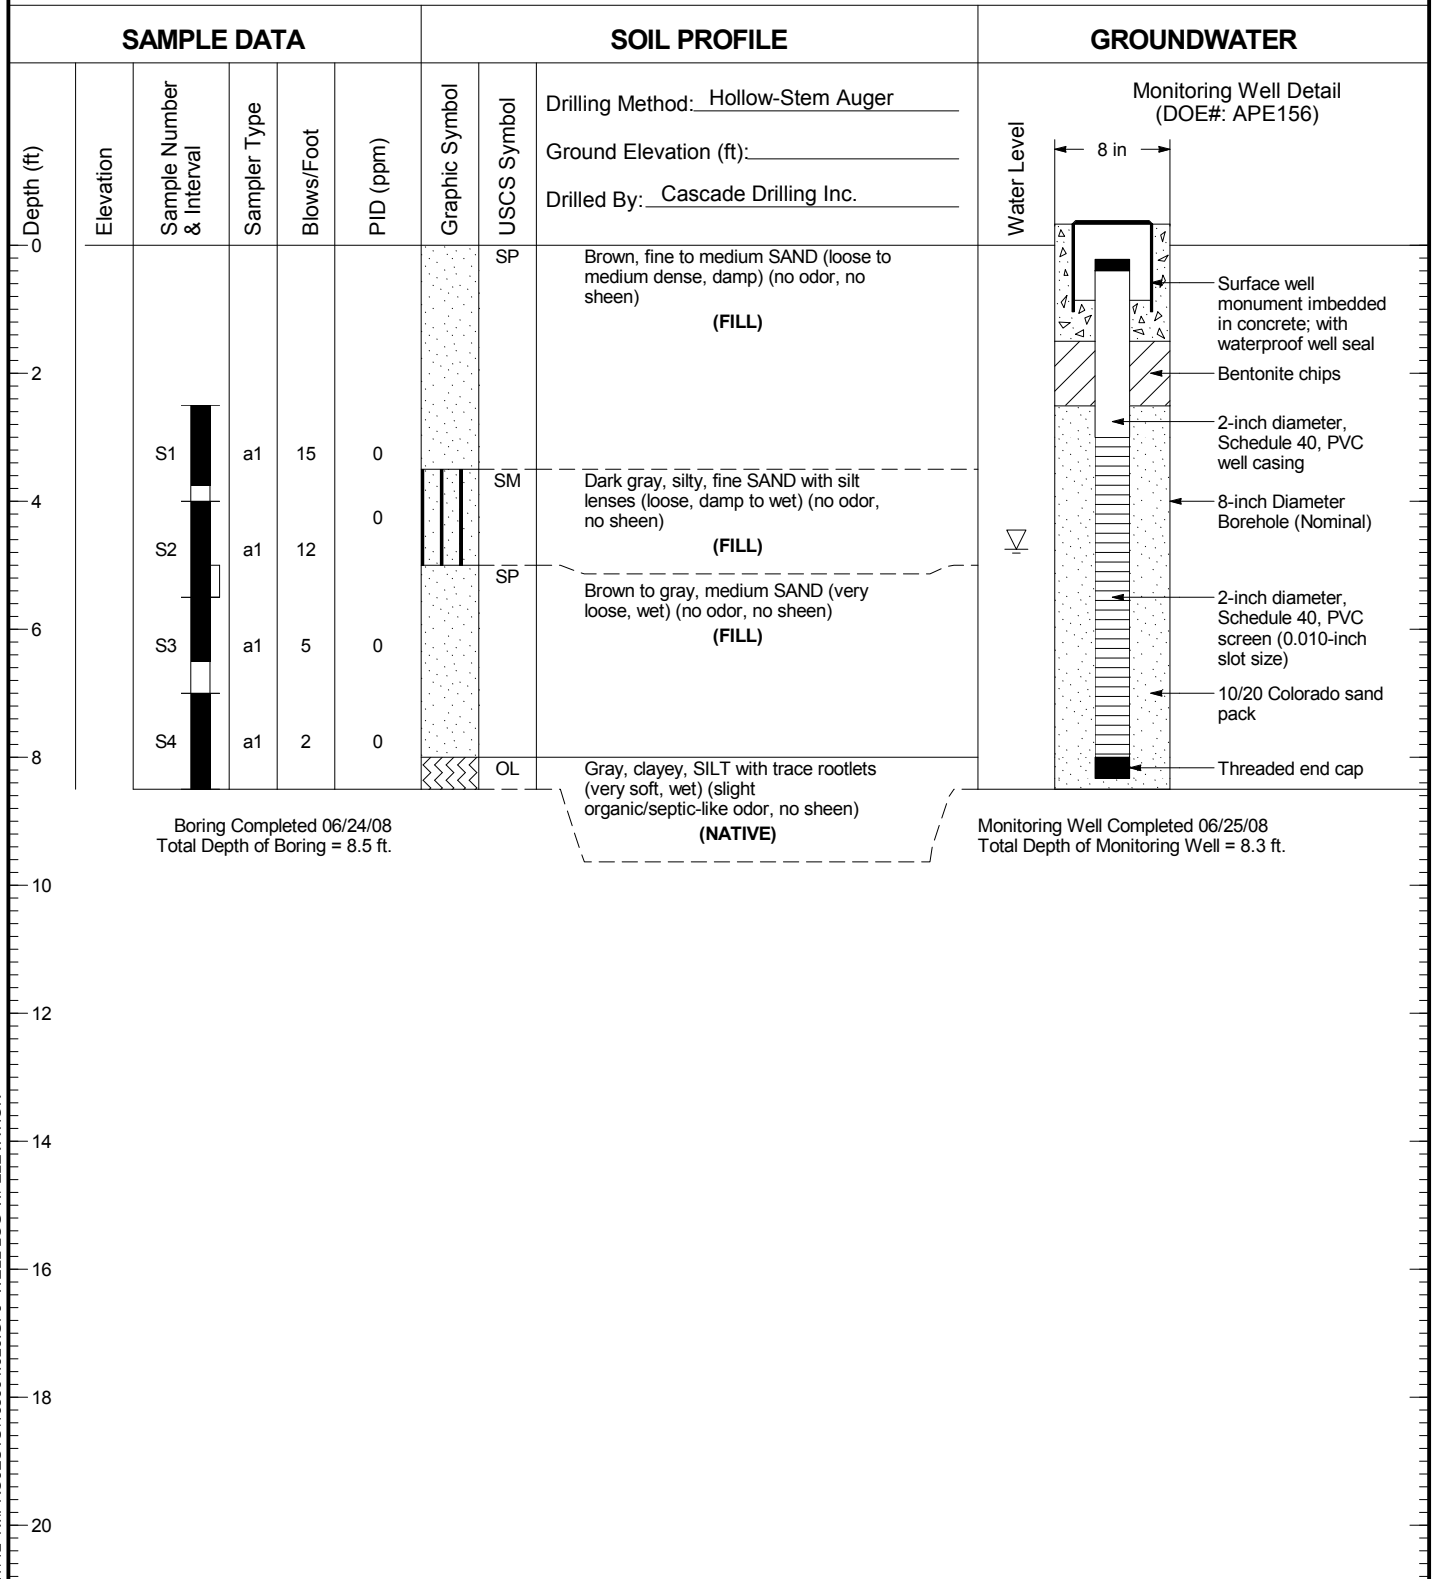 SAMPLE DATA
SOIL PROFILE
GROUNDWATER
Depth (ft)
Elevation
Sample Number
& Interval
Sampler Type
Blows/Foot
PID (ppm)
Graphic Symbol
USCS Symbol
Drilling Method: Hollow-Stem Auger
Ground Elevation (ft):
Drilled By: Cascade Drilling Inc.
Water Level
Monitoring Well Detail
(DOE#: APE156)
8 in
0
SP
Brown, fine to medium SAND (loose to
medium dense, damp) (no odor, no
sheen)
(FILL)
Surface well
monument imbedded
in concrete; with
waterproof well seal
2
Bentonite chips
S1 a1 15 0
2-inch diameter,
Schedule 40, PVC
well casing
SM
Dark gray, silty, fine SAND with silt
lenses (loose, damp to wet) (no odor,
no sheen)
(FILL)
4
0
8-inch Diameter
Borehole (Nominal)
S2 a1 12
SP
Brown to gray, medium SAND (very
loose, wet) (no odor, no sheen)
(FILL)
2-inch diameter,
Schedule 40, PVC
screen (0.010-inch
slot size)
6
S3 a1 5 0
10/20 Colorado sand
pack
S4 a1 2 0
8
OL
Gray, clayey, SILT with trace rootlets
(very soft, wet) (slight
organic/septic-like odor, no sheen)
(NATIVE)
Threaded end cap
Boring Completed 06/24/08
Total Depth of Boring = 8.5 ft.
Monitoring Well Completed 06/25/08
Total Depth of Monitoring Well = 8.3 ft.
10
12
14
16
18
20